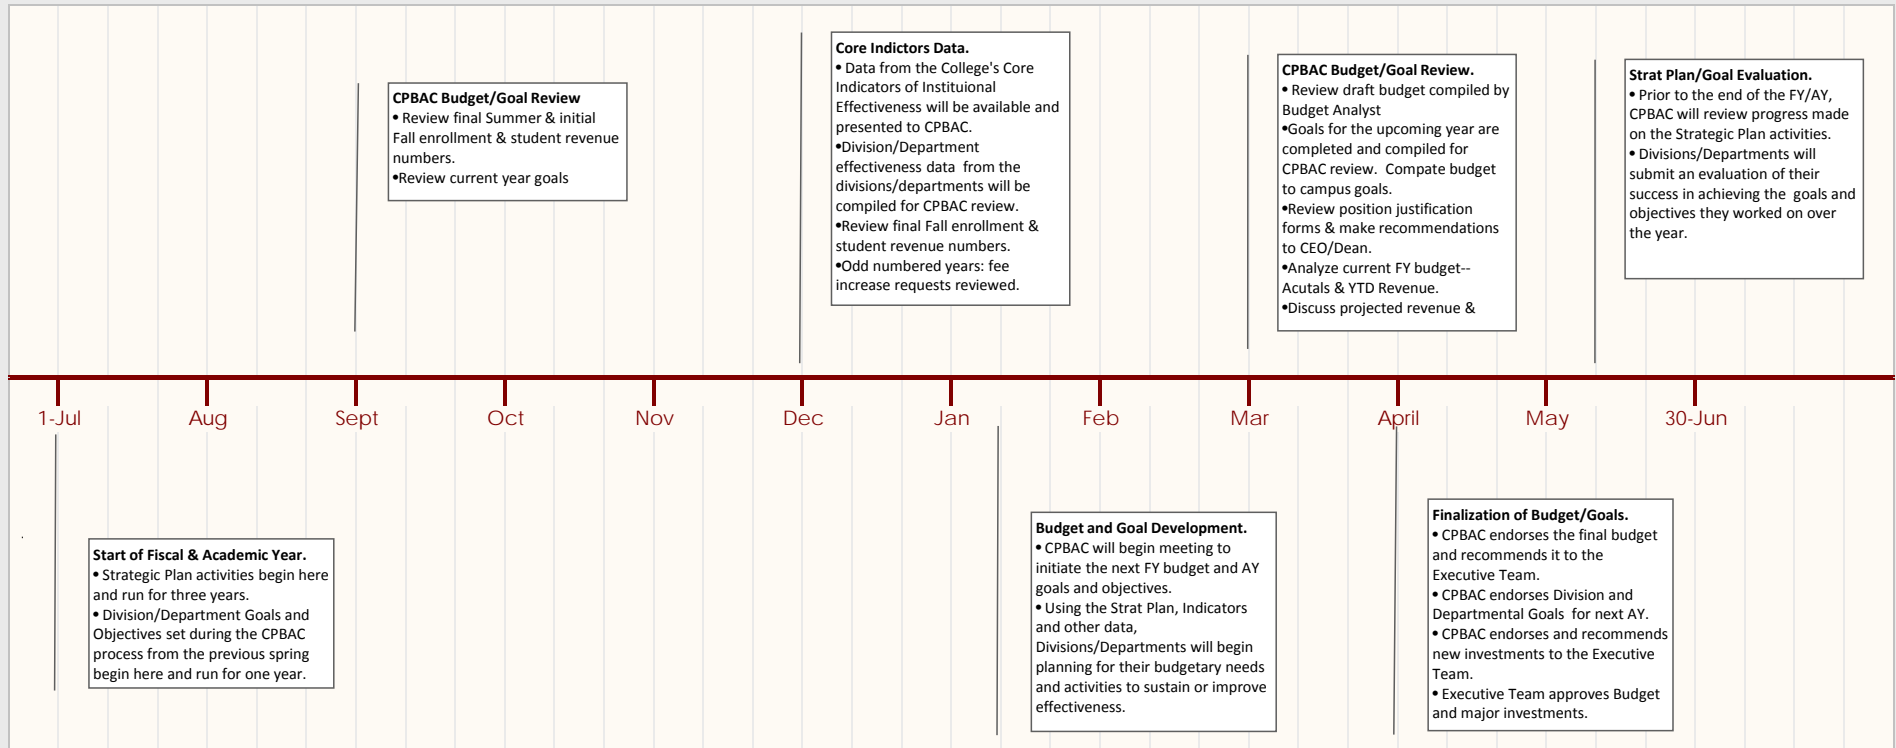 CPBAC Budget/Goal Review
• Review final Summer & initial
Fall enrollment & student revenue
numbers.
•Review current year goals
Core Indictors Data.
• Data from the College's Core
Indicators of Instituional
Effectiveness will be available and
presented to CPBAC.
•Division/Department
effectiveness data  from the
divisions/departments will be
compiled for CPBAC review.
•Review final Fall enrollment &
student revenue numbers.
•Odd numbered years: fee
increase requests reviewed.
CPBAC Budget/Goal Review.
• Review draft budget compiled by
Budget Analyst
•Goals for the upcoming year are
completed and compiled for
CPBAC review.  Compate budget
to campus goals.
•Review position justification
forms & make recommendations
to CEO/Dean.
•Analyze current FY budget--
Acutals & YTD Revenue.
•Discuss projected revenue &
Strat Plan/Goal Evaluation.
• Prior to the end of the FY/AY,
CPBAC will review progress made
on the Strategic Plan activities.
• Divisions/Departments will
submit an evaluation of their
success in achieving the  goals and
objectives they worked on over
the year.
1-Jul Aug Sept Oct Nov Dec Jan Feb Mar April May 30-Jun
Start of Fiscal & Academic Year.
• Strategic Plan activities begin here
and run for three years.
• Division/Department Goals and
Objectives set during the CPBAC
process from the previous spring
begin here and run for one year.
Budget and Goal Development.
• CPBAC will begin meeting to
initiate the next FY budget and AY
goals and objectives.
• Using the Strat Plan, Indicators
and other data,
Divisions/Departments will begin
planning for their budgetary needs
and activities to sustain or improve
effectiveness.
Finalization of Budget/Goals.
• CPBAC endorses the final budget
and recommends it to the
Executive Team.
• CPBAC endorses Division and
Departmental Goals  for next AY.
• CPBAC endorses and recommends
new investments to the Executive
Team.
• Executive Team approves Budget
and major investments.